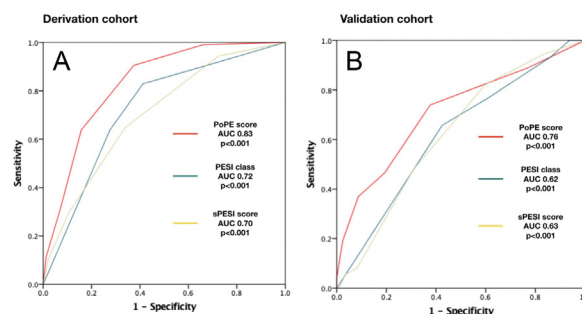 Derivation cohort
A
1.0
0.8
0.6
0.4
0.2
0.0
Sensitivity
PoPE score
AUC 0.83
p<0.001
PESI class
AUC 0.72
p<0.001
sPESI score
AUC 0.70
p<0.001
0.0 0.2 0.4 0.6 0.8 1.0
1 - Specificity
Validation cohort
B
1.0
0.8
0.6
0.4
0.2
0.0
Sensitivity
PoPE score
AUC 0.76
p<0.001
PESI class
AUC 0.62
p<0.001
sPESI score
AUC 0.63
p<0.001
0.0 0.2 0.4 0.6 0.8 1.0
1 - Specificity